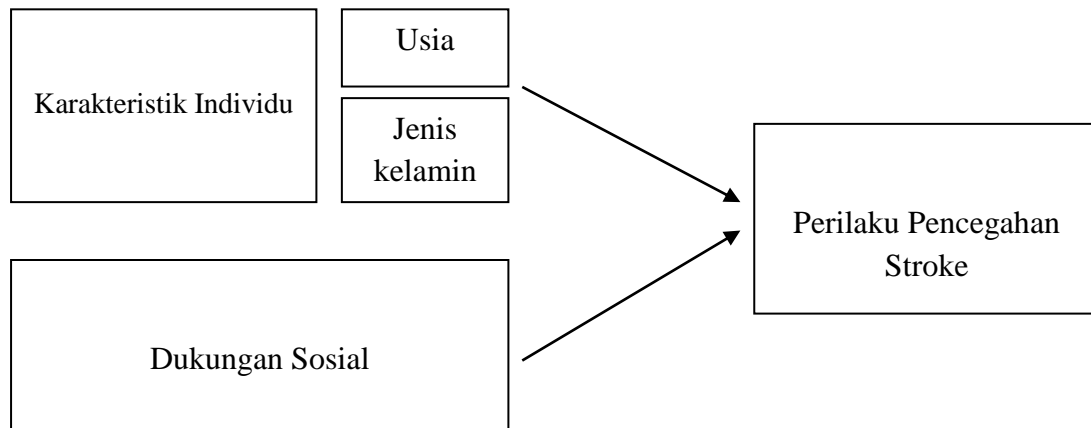 Karakteristik Individu
Usia
Jenis
kelamin
Perilaku Pencegahan
Stroke
Dukungan Sosial